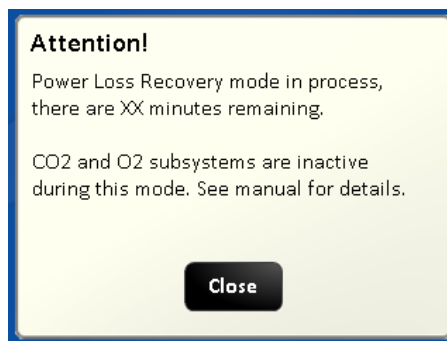 Attention!
Power Loss Recovery mode in process,
there are XX minutes remaining.
CO2 and O2 subsystems are inactive
during this mode. See manual for details.
Close